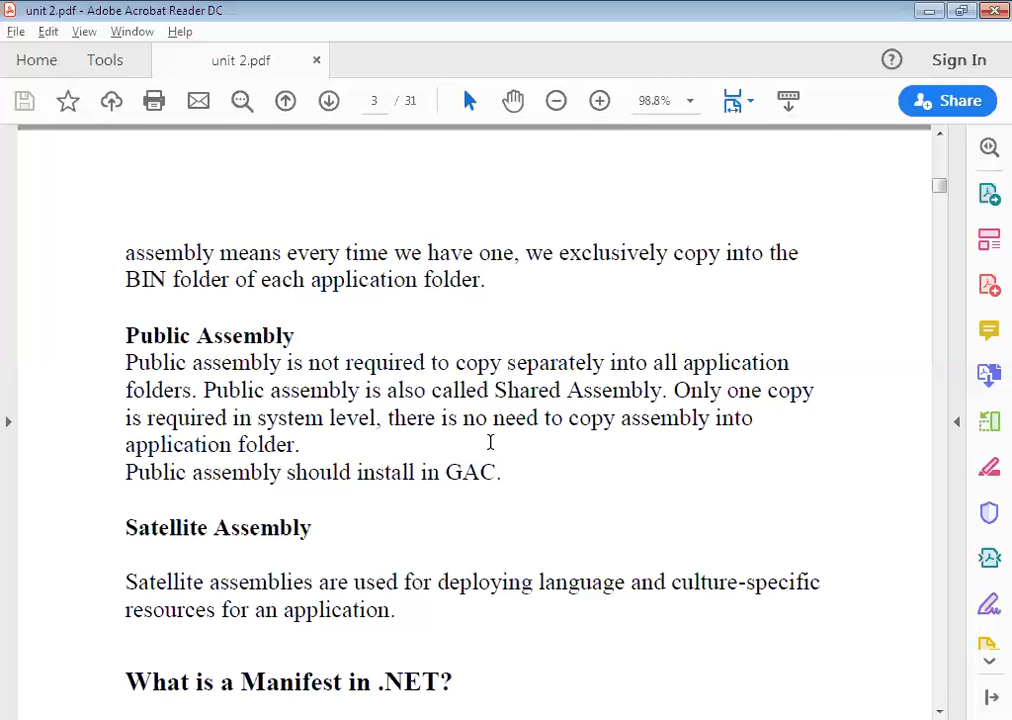 unit 2.pdf - Adobe Acrobat Reader DC
File Edit View Window Help
Home Tools unit 2.pdf × Sign In
3 / 31 98.8% Share
assembly means every time we have one, we exclusively copy into the
BIN folder of each application folder.
Public Assembly
Public assembly is not required to copy separately into all application
folders. Public assembly is also called Shared Assembly. Only one copy
is required in system level, there is no need to copy assembly into
application folder.
Public assembly should install in GAC.
Satellite Assembly
Satellite assemblies are used for deploying language and culture-specific
resources for an application.
What is a Manifest in .NET?